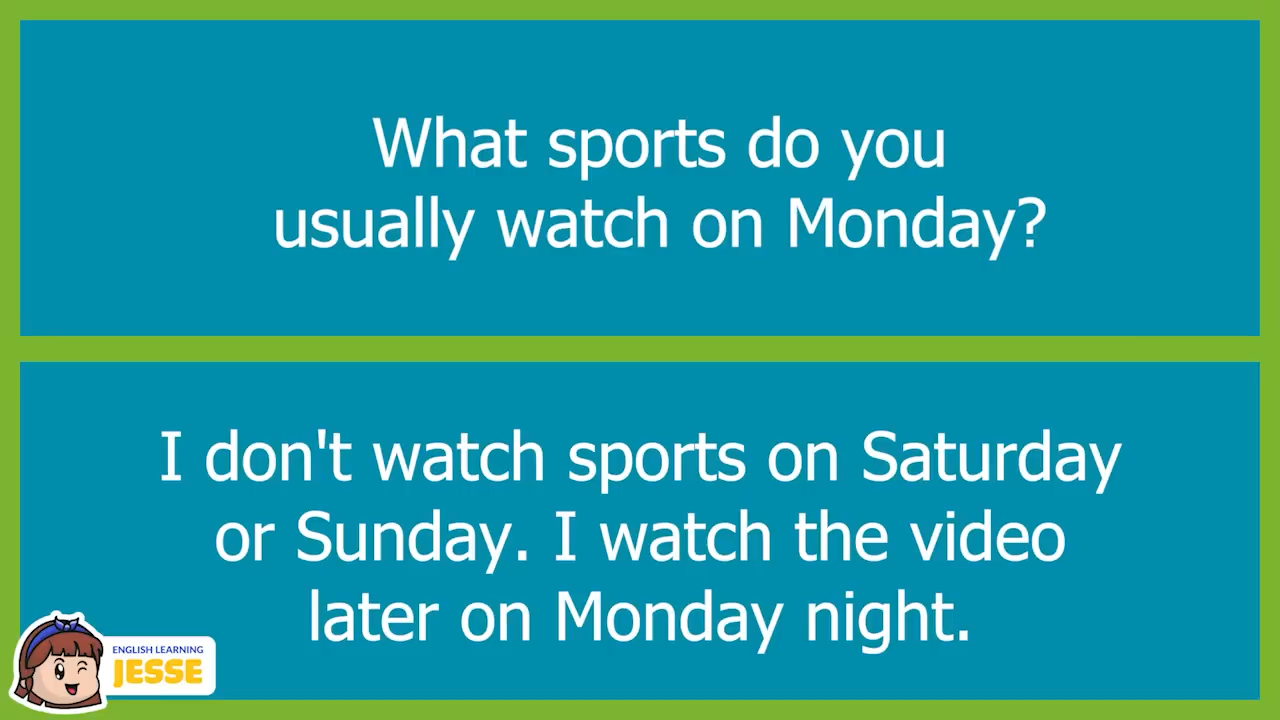 What sports do you
usually watch on Monday?
I don't watch sports on Saturday
or Sunday. I watch the video
later on Monday night.
ENGLISH LEARNING
JESSE